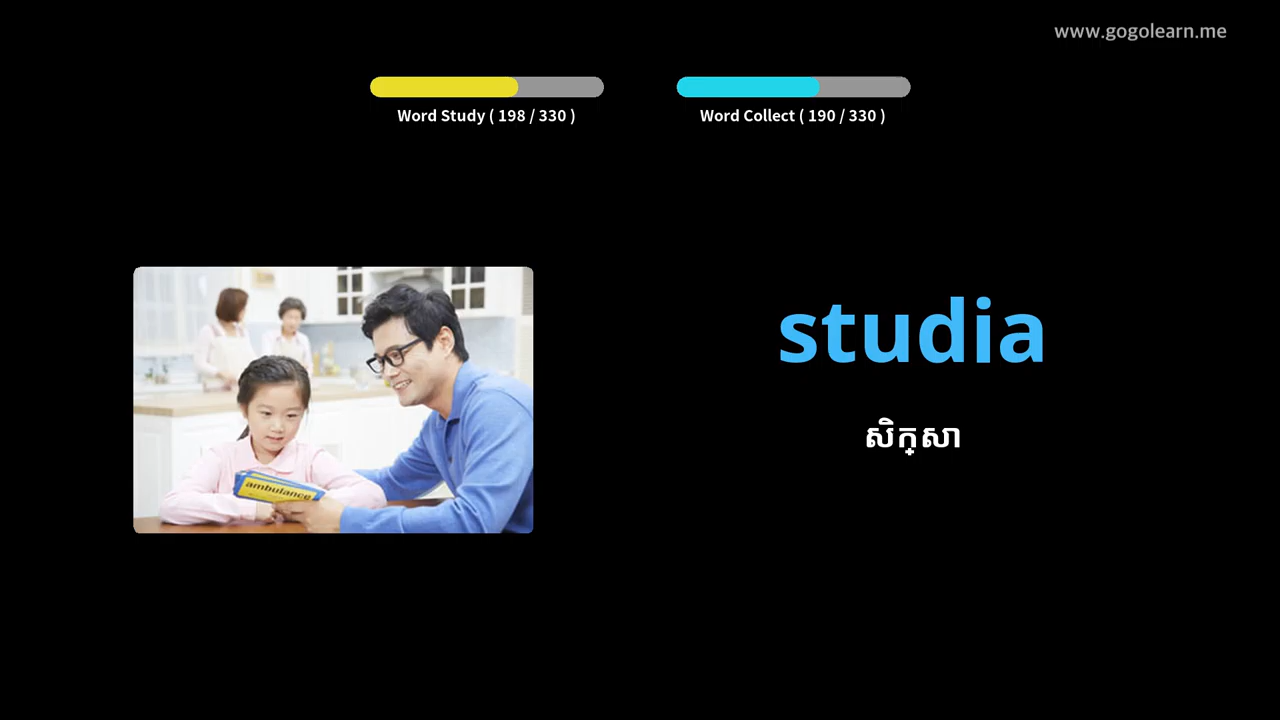 www.gogolearn.me
Word Study ( 198 / 330 )
Word Collect ( 190 / 330 )
studia
សិក្សា
ambulance